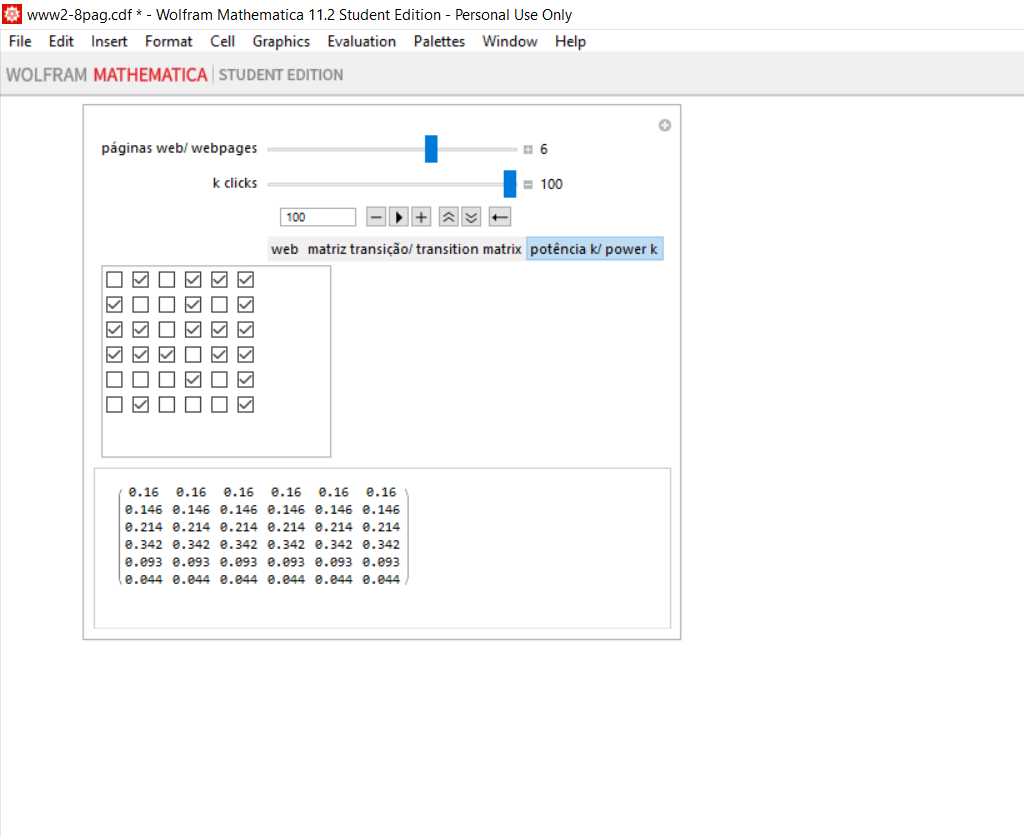 www2-8pag.cdf * - Wolfram Mathematica 11.2 Student Edition - Personal Use Only
File Edit Insert Format Cell Graphics Evaluation Palettes Window Help
WOLFRAM MATHEMATICA | STUDENT EDITION
páginas web/ webpages 6
k clicks 100
100
web matriz transição/ transition matrix potência k/ power k
0.16 0.16 0.16 0.16 0.16 0.16
0.146 0.146 0.146 0.146 0.146 0.146
0.214 0.214 0.214 0.214 0.214 0.214
0.342 0.342 0.342 0.342 0.342 0.342
0.093 0.093 0.093 0.093 0.093 0.093
0.044 0.044 0.044 0.044 0.044 0.044